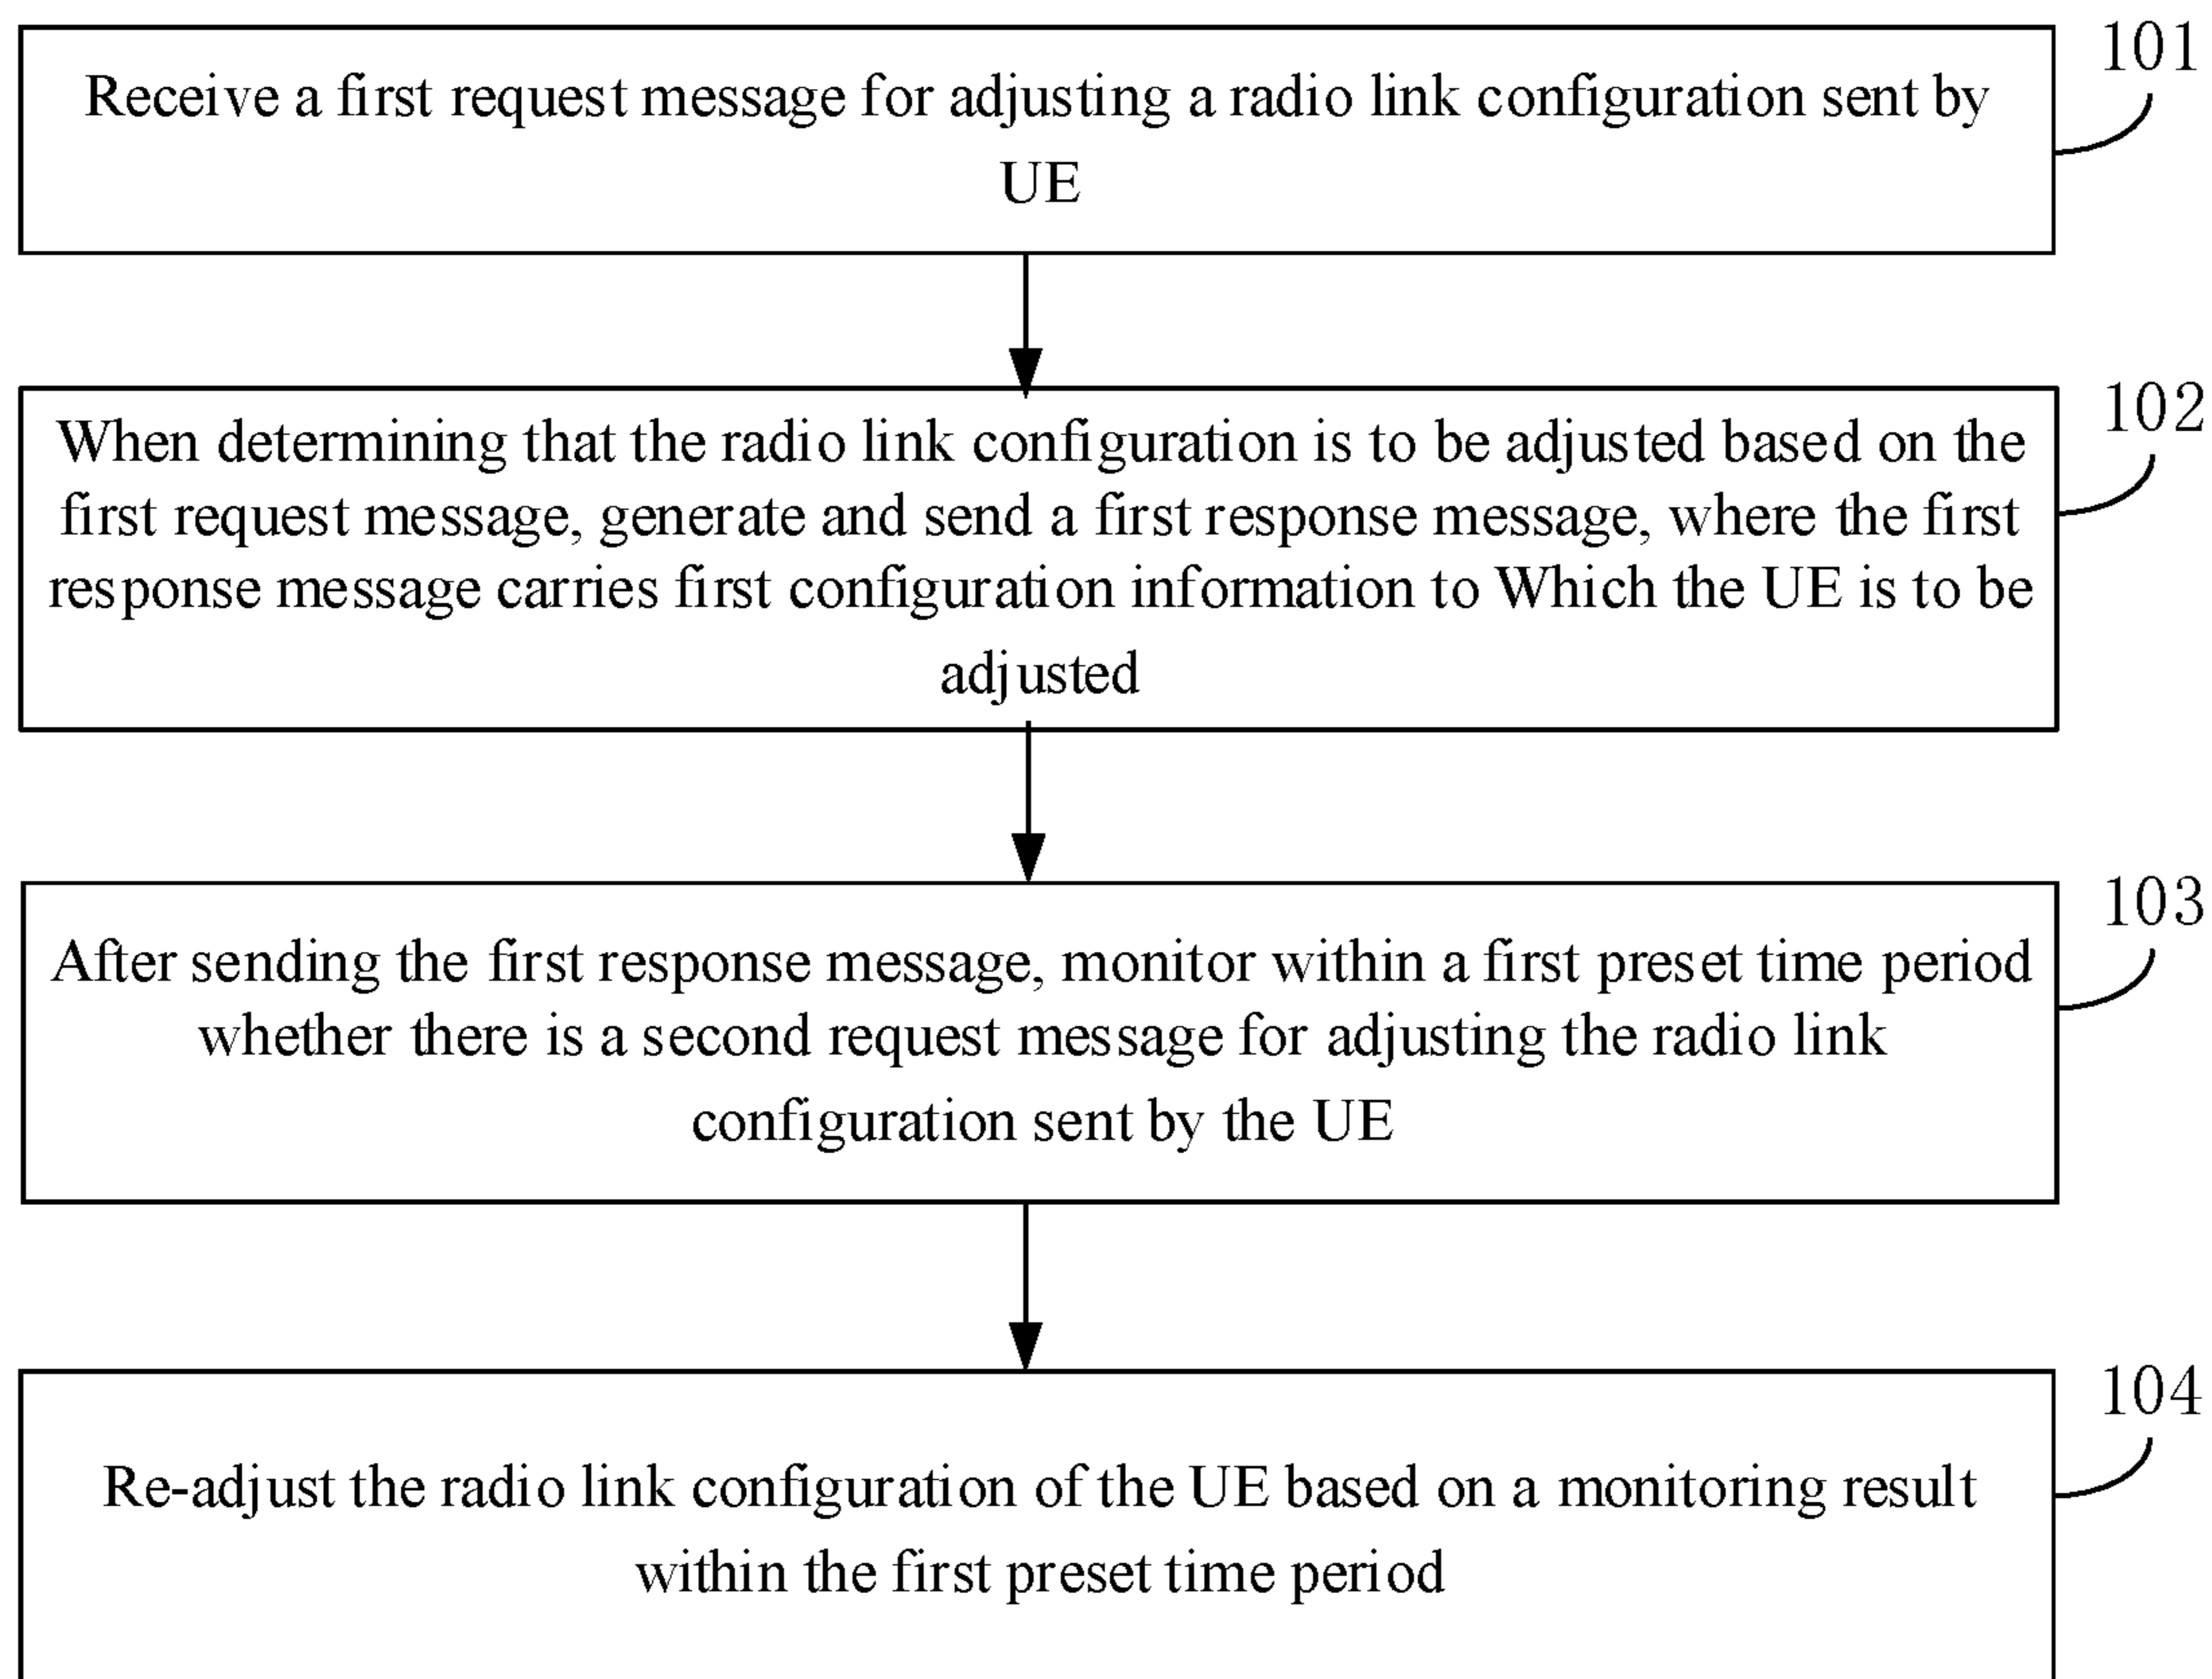 101
Receive a first request message for adjusting a radio link configuration sent by
UE
102
When determining that the radio link configuration is to be adjusted based on the
first request message, generate and send a first response message, where the first
response message carries first configuration information to Which the UE is to be
adjusted
103
After sending the first response message, monitor within a first preset time period
whether there is a second request message for adjusting the radio link
configuration sent by the UE
104
Re-adjust the radio link configuration of the UE based on a monitoring result
within the first preset time period